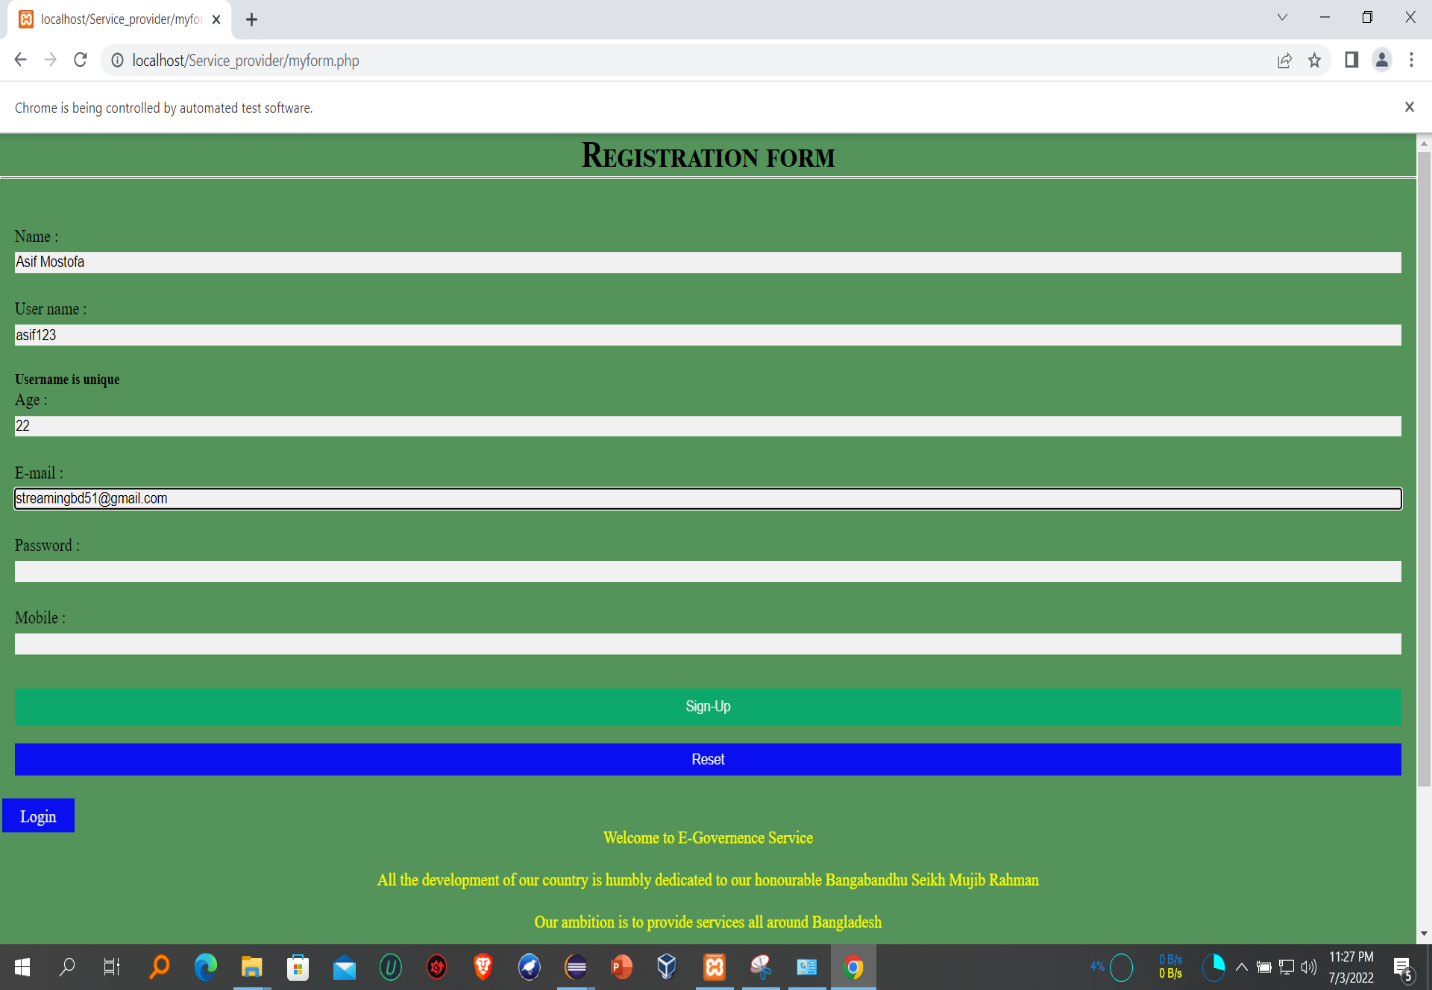 localhost/Service_provider/myfor
localhost/Service_provider/myform.php
Chrome is being controlled by automated test software.
REGISTRATION FORM
Name :
Asif Mostofa
User name :
asif123
Username is unique
Age :
22
E-mail :
streamingbd51@gmail.com
Password :
Mobile :
Sign-Up
Reset
Login
Welcome to E-Governence Service
All the development of our country is humbly dedicated to our honourable Bangabandhu Seikh Mujib Rahman
Our ambition is to provide services all around Bangladesh
4%
0 B/s
0 B/s
11:27 PM
7/3/2022
5